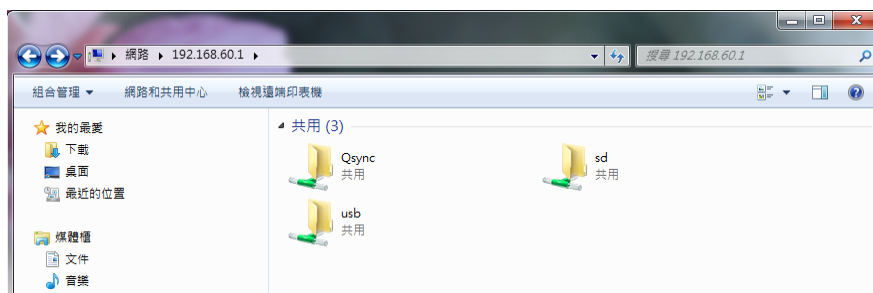 網路 192.168.60.1
搜尋 192.168.60.1
組合管理 網路和共用中心 檢視遠端印表機
我的最愛
下載
桌面
最近的位置
媒體櫃
文件
音樂
共用 (3)
Qsync
共用
sd
共用
usb
共用